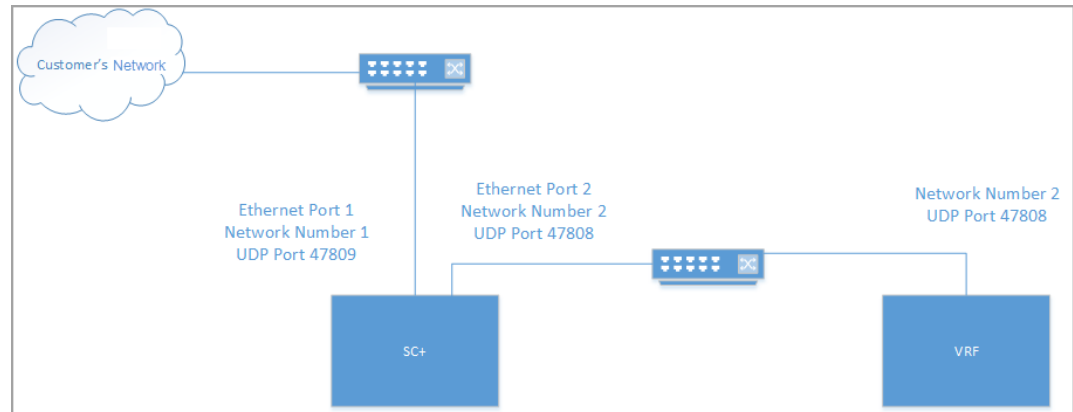 Customer's Network
Ethernet Port 1
Network Number 1
UDP Port 47809
Ethernet Port 2
Network Number 2
UDP Port 47808
Network Number 2
UDP Port 47808
SC+
VRF